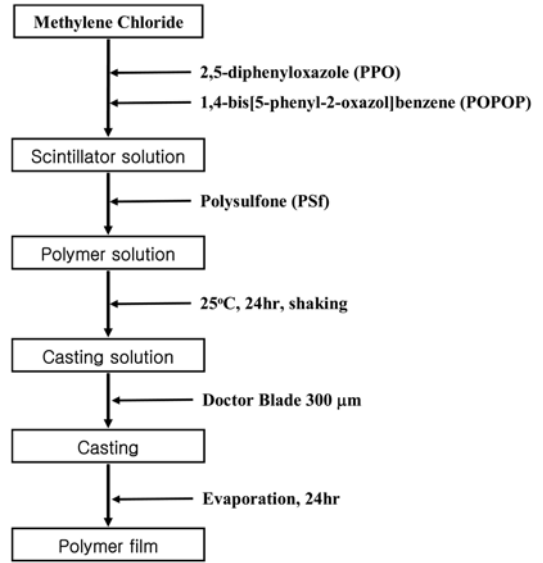 Methylene Chloride
2,5-diphenyloxazole (PPO)
1,4-bis[5-phenyl-2-oxazol]benzene (POPOP)
Scintillator solution
Polysulfone (PSf)
Polymer solution
25°C, 24hr, shaking
Casting solution
Doctor Blade 300 μm
Casting
Evaporation, 24hr
Polymer film